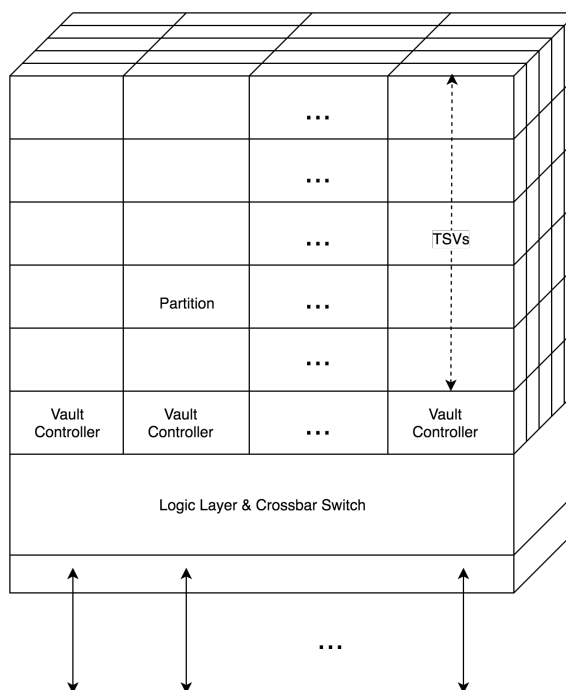 ...
...
...
TSVs
Partition
...
...
Vault
Controller
Vault
Controller
...
Vault
Controller
Logic Layer & Crossbar Switch
...